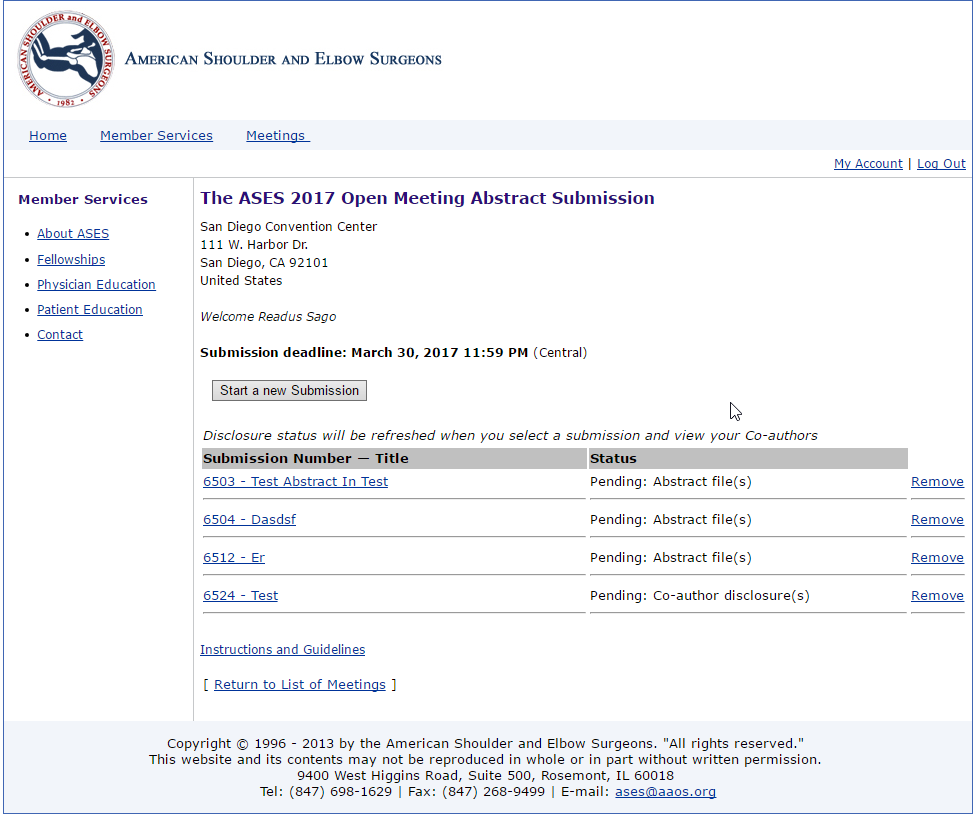 AMERICAN SHOULDER and ELBOW SURGEONS
• 1982 •
AMERICAN SHOULDER AND ELBOW SURGEONS
Home Member Services Meetings
My Account | Log Out
Member Services
• About ASES
• Fellowships
• Physician Education
• Patient Education
• Contact
The ASES 2017 Open Meeting Abstract Submission
San Diego Convention Center
111 W. Harbor Dr.
San Diego, CA 92101
United States
Welcome Readus Sago
Submission deadline: March 30, 2017 11:59 PM (Central)
Start a new Submission
Disclosure status will be refreshed when you select a submission and view your Co-authors
Submission Number — Title Status
6503 - Test Abstract In Test Pending: Abstract file(s) Remove
6504 - Dasdsf Pending: Abstract file(s) Remove
6512 - Er Pending: Abstract file(s) Remove
6524 - Test Pending: Co-author disclosure(s) Remove
Instructions and Guidelines
[ Return to List of Meetings ]
Copyright © 1996 - 2013 by the American Shoulder and Elbow Surgeons. "All rights reserved."
This website and its contents may not be reproduced in whole or in part without written permission.
9400 West Higgins Road, Suite 500, Rosemont, IL 60018
Tel: (847) 698-1629 | Fax: (847) 268-9499 | E-mail: ases@aaos.org